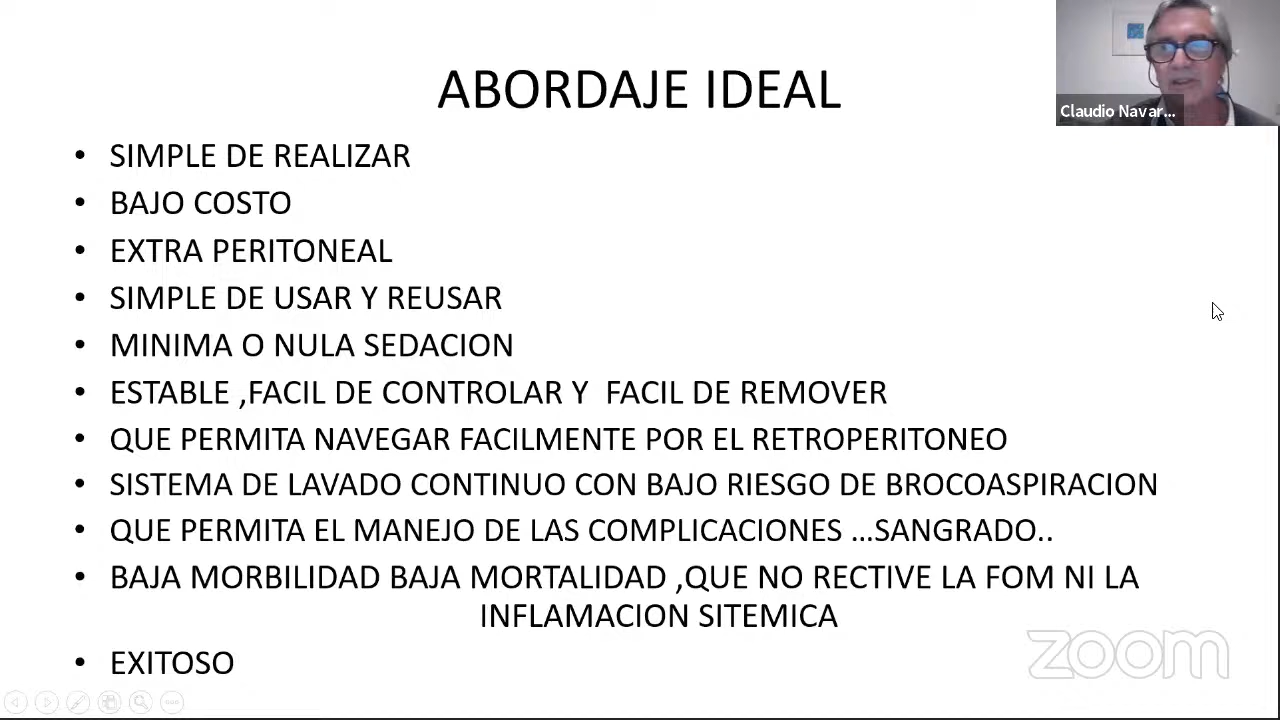 ABORDAJE IDEAL
Claudio Navar...
• SIMPLE DE REALIZAR
• BAJO COSTO
• EXTRA PERITONEAL
• SIMPLE DE USAR Y REUSAR
• MINIMA O NULA SEDACION
• ESTABLE ,FACIL DE CONTROLAR Y  FACIL DE REMOVER
• QUE PERMITA NAVEGAR FACILMENTE POR EL RETROPERITONEO
• SISTEMA DE LAVADO CONTINUO CON BAJO RIESGO DE BROCOASPIRACION
• QUE PERMITA EL MANEJO DE LAS COMPLICACIONES ...SANGRADO..
• BAJA MORBILIDAD BAJA MORTALIDAD ,QUE NO RECTIVE LA FOM NI LA
INFLAMACION SITEMICA
• EXITOSO
zoom